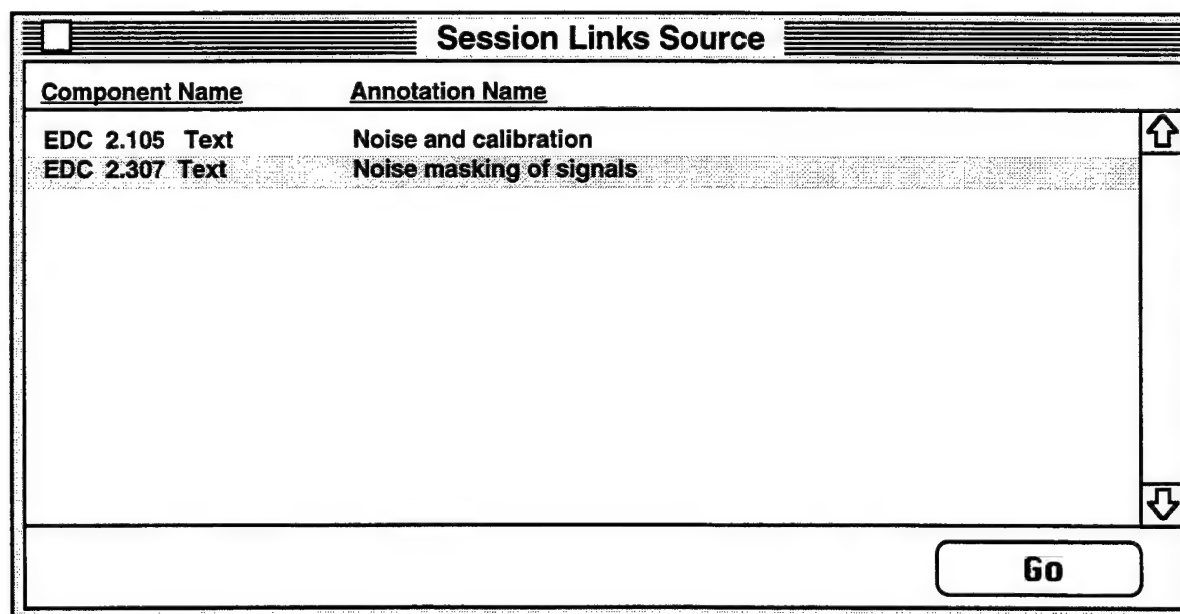 Session Links Source
Component Name Annotation Name
EDC 2.105 Text Noise and calibration
EDC 2.307 Text Noise masking of signals
Go